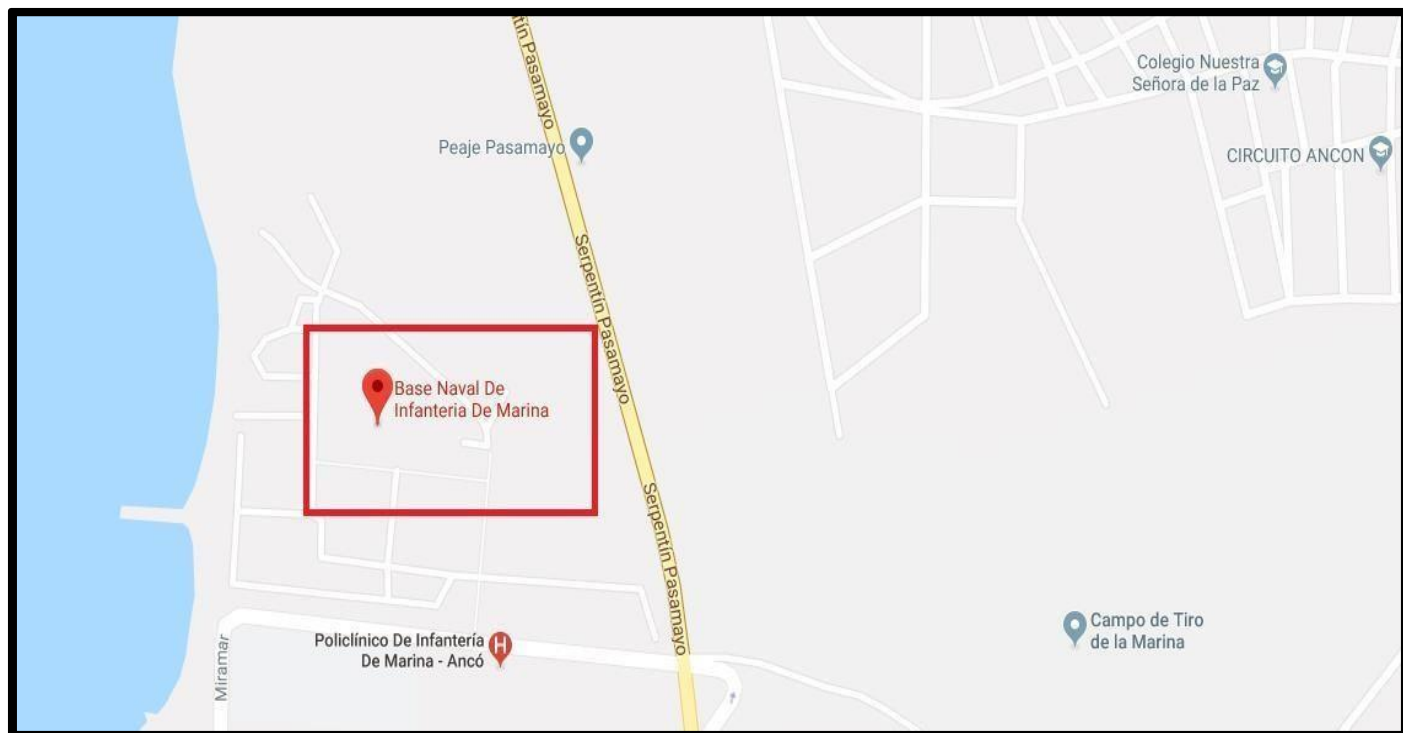 Serpentín Pasamayo
Colegio Nuestra
Señora de la Paz
Peaje Pasamayo
CIRCUITO ANCON
Serpentín Pasamayo
Base Naval De
Infanteria De Marina
Serpentín Pasamayo
Campo de Tiro
de la Marina
Policlínico De Infantería
De Marina - Ancó
H
Miramar